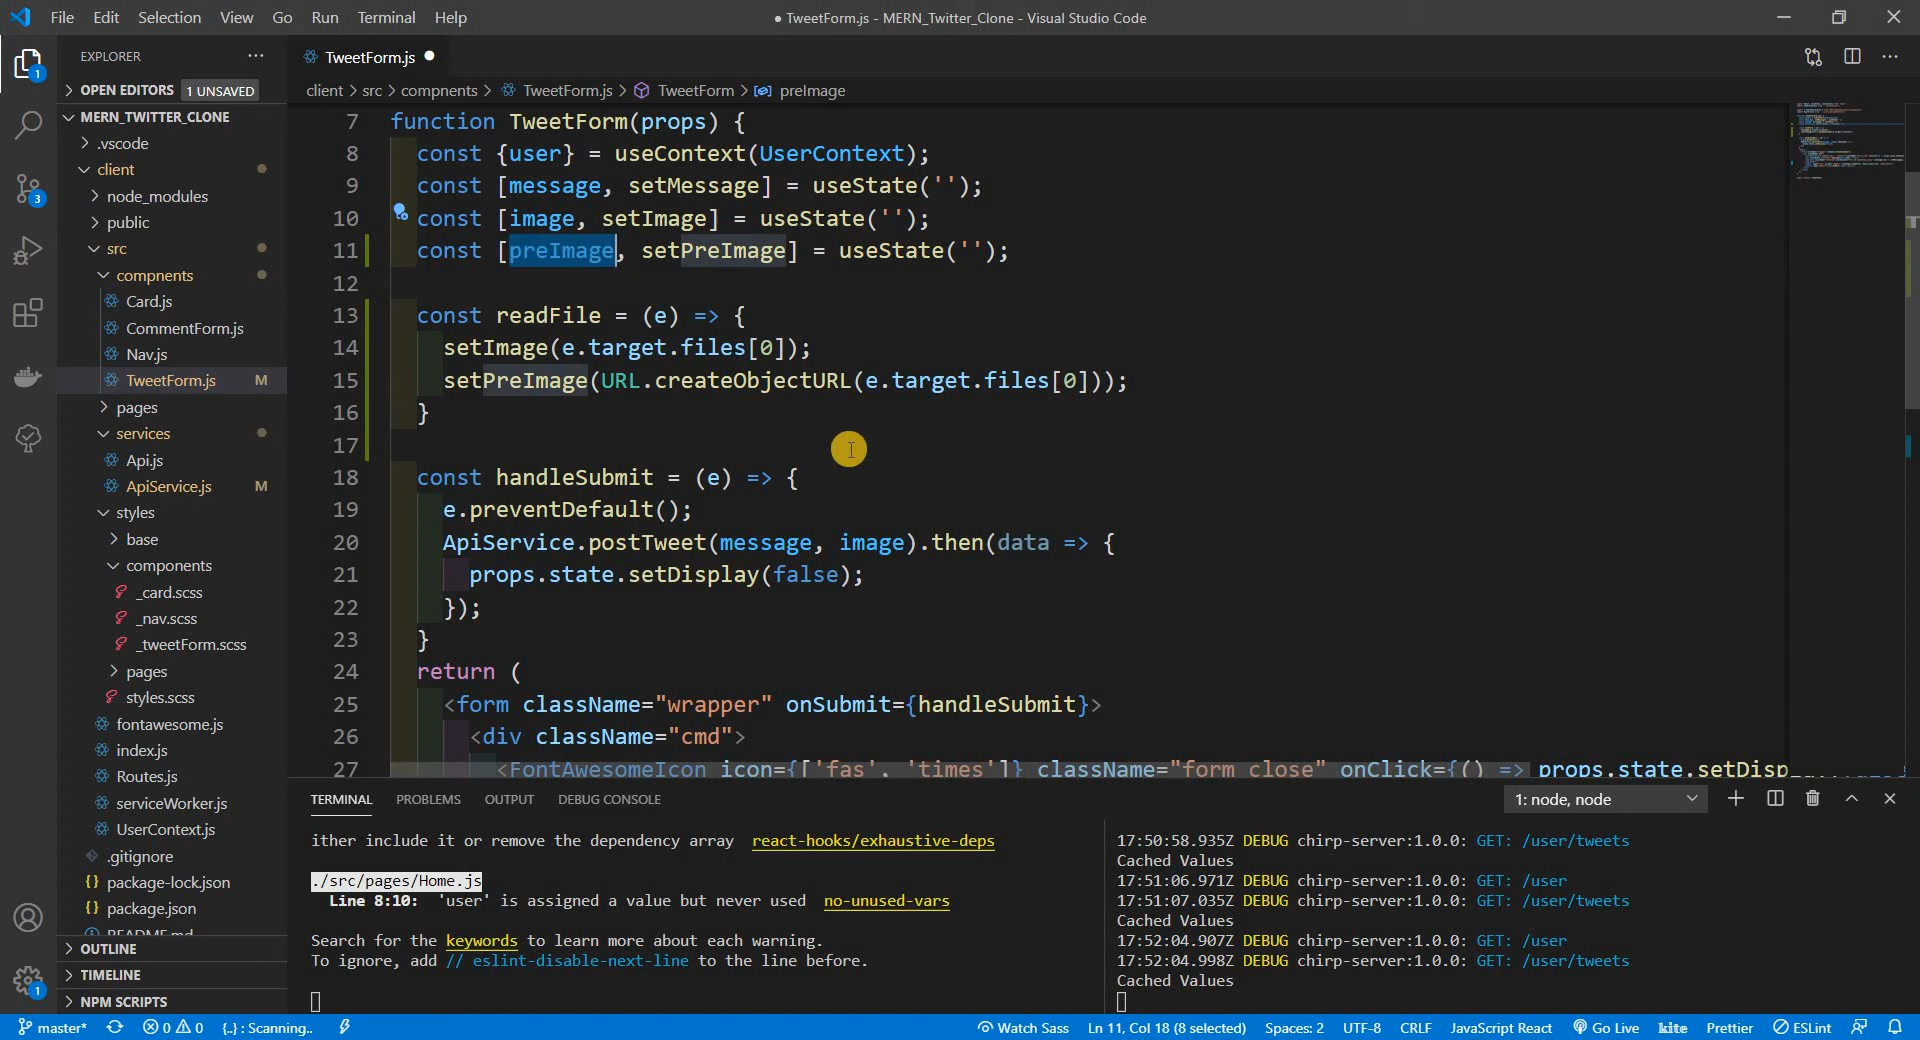 File Edit Selection View Go Run Terminal Help
● TweetForm.js - MERN_Twitter_Clone - Visual Studio Code
EXPLORER
OPEN EDITORS 1 UNSAVED
MERN_TWITTER_CLONE
.vscode
client
node_modules
public
src
compnents
Card.js
CommentForm.js
Nav.js
TweetForm.js M
pages
services
Api.js
ApiService.js M
styles
base
components
_card.scss
_nav.scss
_tweetForm.scss
pages
styles.scss
fontawesome.js
index.js
Routes.js
serviceWorker.js
UserContext.js
.gitignore
package-lock.json
package.json
README.md
OUTLINE
TIMELINE
NPM SCRIPTS
1
3
1
TweetForm.js
client > src > compnents > TweetForm.js > TweetForm > preImage
7 function TweetForm(props) {
8 const {user} = useContext(UserContext);
9 const [message, setMessage] = useState('');
10 const [image, setImage] = useState('');
11 const [preImage, setPreImage] = useState('');
12
13 const readFile = (e) => {
14 setImage(e.target.files[0]);
15 setPreImage(URL.createObjectURL(e.target.files[0]));
16 }
17
18 const handleSubmit = (e) => {
19 e.preventDefault();
20 ApiService.postTweet(message, image).then(data => {
21 props.state.setDisplay(false);
22 });
23 }
24 return (
25 <form className="wrapper" onSubmit={handleSubmit}>
26 <div className="cmd">
27 <FontAwesomeIcon icon={['fas', 'times']} className="form_close" onClick={() => props.state.setDisp
TERMINAL PROBLEMS OUTPUT DEBUG CONSOLE
1: node, node
ither include it or remove the dependency array react-hooks/exhaustive-deps
./src/pages/Home.js
Line 8:10: 'user' is assigned a value but never used no-unused-vars
Search for the keywords to learn more about each warning.
To ignore, add // eslint-disable-next-line to the line before.
17:50:58.935Z DEBUG chirp-server:1.0.0: GET: /user/tweets
Cached Values
17:51:06.971Z DEBUG chirp-server:1.0.0: GET: /user
17:51:07.035Z DEBUG chirp-server:1.0.0: GET: /user/tweets
Cached Values
17:52:04.907Z DEBUG chirp-server:1.0.0: GET: /user
17:52:04.998Z DEBUG chirp-server:1.0.0: GET: /user/tweets
Cached Values
master* 0 0 {..} : Scanning.. Watch Sass Ln 11, Col 18 (8 selected) Spaces: 2 UTF-8 CRLF JavaScript React Go Live kite Prettier ESLint